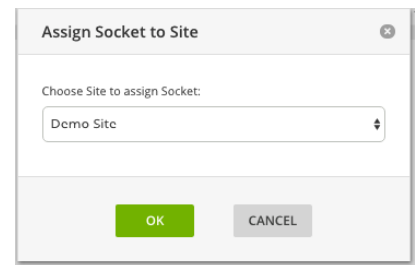 Assign Socket to Site
Choose Site to assign Socket:
Demo Site
OK
CANCEL